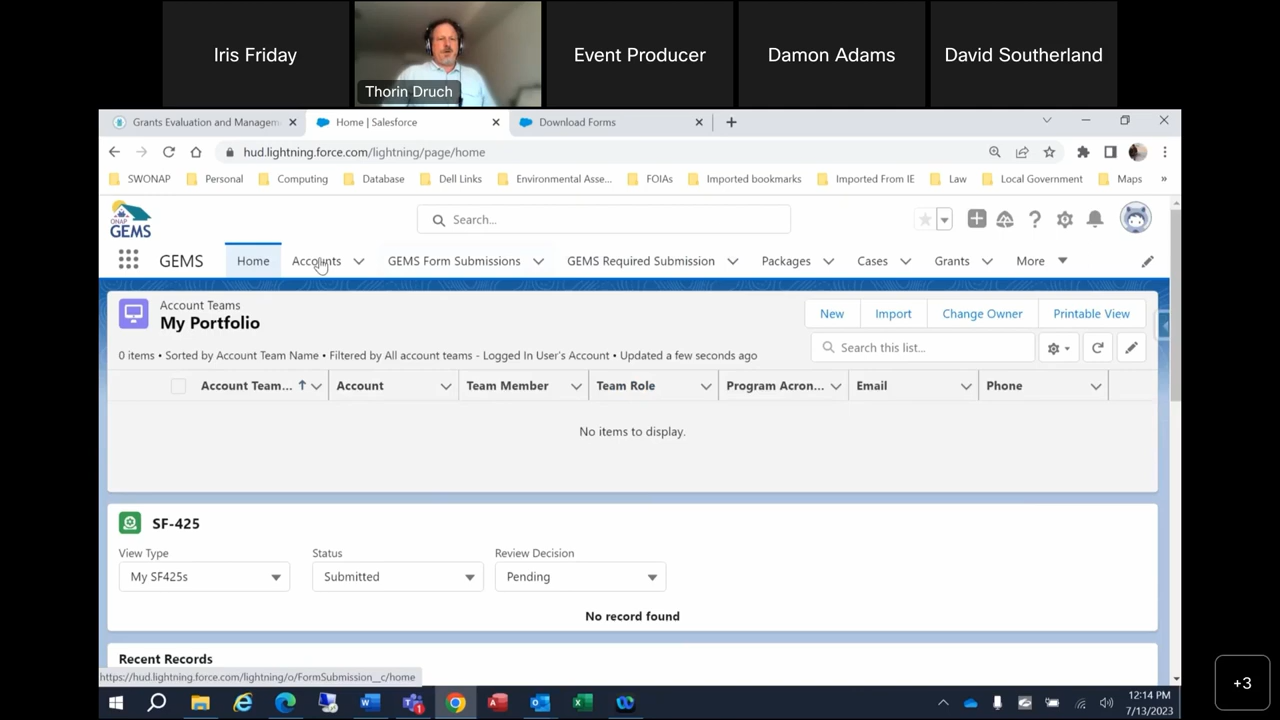 Iris Friday
Thorin Druch
Event Producer
Damon Adams
David Southerland
Grants Evaluation and Managem
Home | Salesforce
Download Forms
hud.lightning.force.com/lightning/page/home
SWONAP
Personal
Computing
Database
Dell Links
Environmental Asse...
FOIAs
Imported bookmarks
Imported From IE
Law
Local Government
Maps
»
ONAP
GEMS
Search...
GEMS
Home
Accounts
GEMS Form Submissions
GEMS Required Submission
Packages
Cases
Grants
More
Account Teams
My Portfolio
New
Import
Change Owner
Printable View
0 items • Sorted by Account Team Name • Filtered by All account teams - Logged In User's Account • Updated a few seconds ago
Search this list...
Account Team...
Account
Team Member
Team Role
Program Acron...
Email
Phone
No items to display.
SF-425
View Type
Status
Review Decision
My SF425s
Submitted
Pending
No record found
Recent Records
https://hud.lightning.force.com/lightning/o/FormSubmission__c/home
12:14 PM
7/13/2023
+3